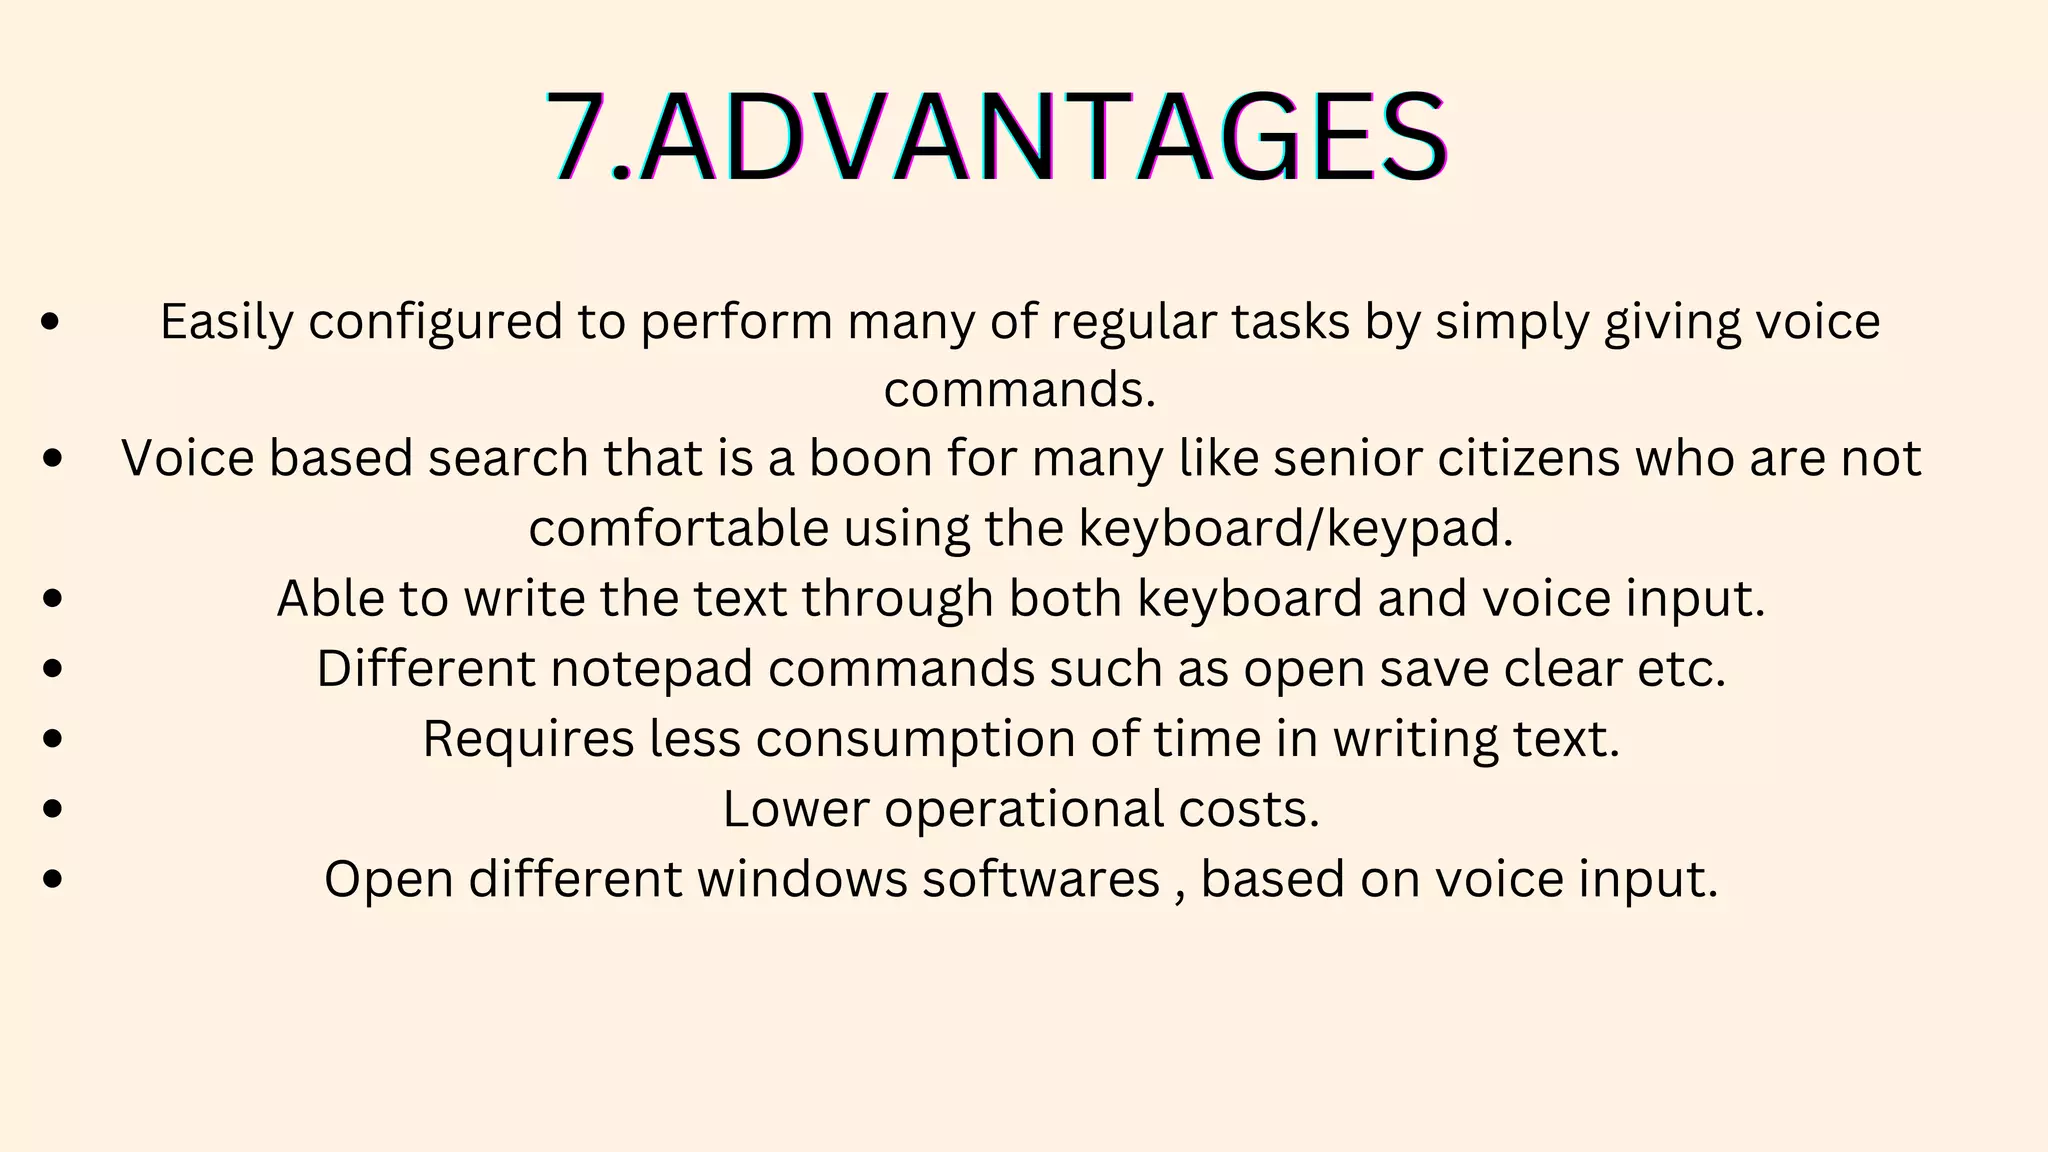 7.ADVANTAGES
• Easily configured to perform many of regular tasks by simply giving voice
commands.
• Voice based search that is a boon for many like senior citizens who are not
comfortable using the keyboard/keypad.
• Able to write the text through both keyboard and voice input.
• Different notepad commands such as open save clear etc.
• Requires less consumption of time in writing text.
• Lower operational costs.
• Open different windows softwares , based on voice input.